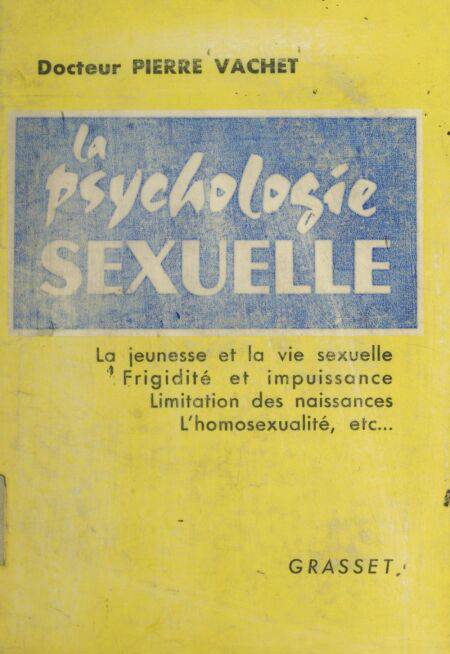 Docteur PIERRE VACHET
la
psychologie
SEXUELLE
La jeunesse et la vie sexuelle
Frigidité et impuissance
Limitation des naissances
L'homosexualité, etc...
GRASSET